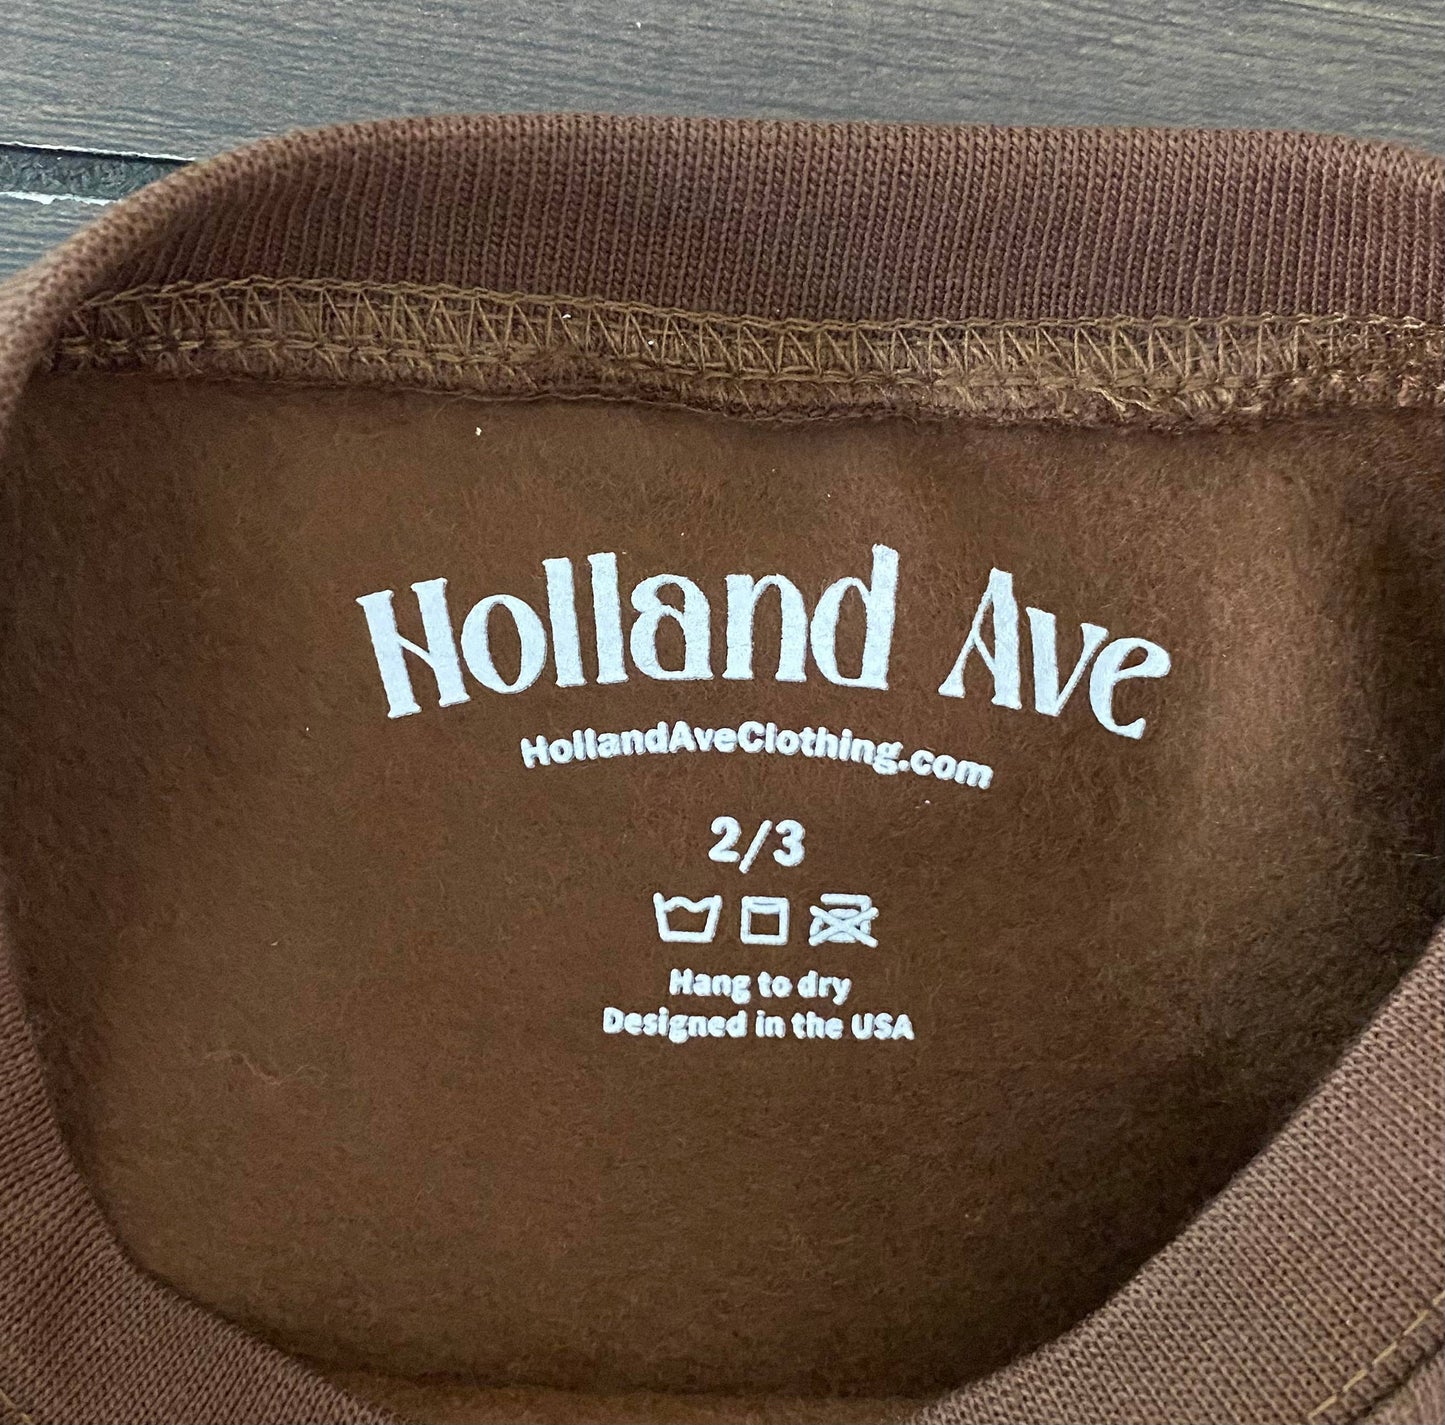 Holland Ave
HollandAveClothing.com
2/3
Hang to dry
Designed in the USA